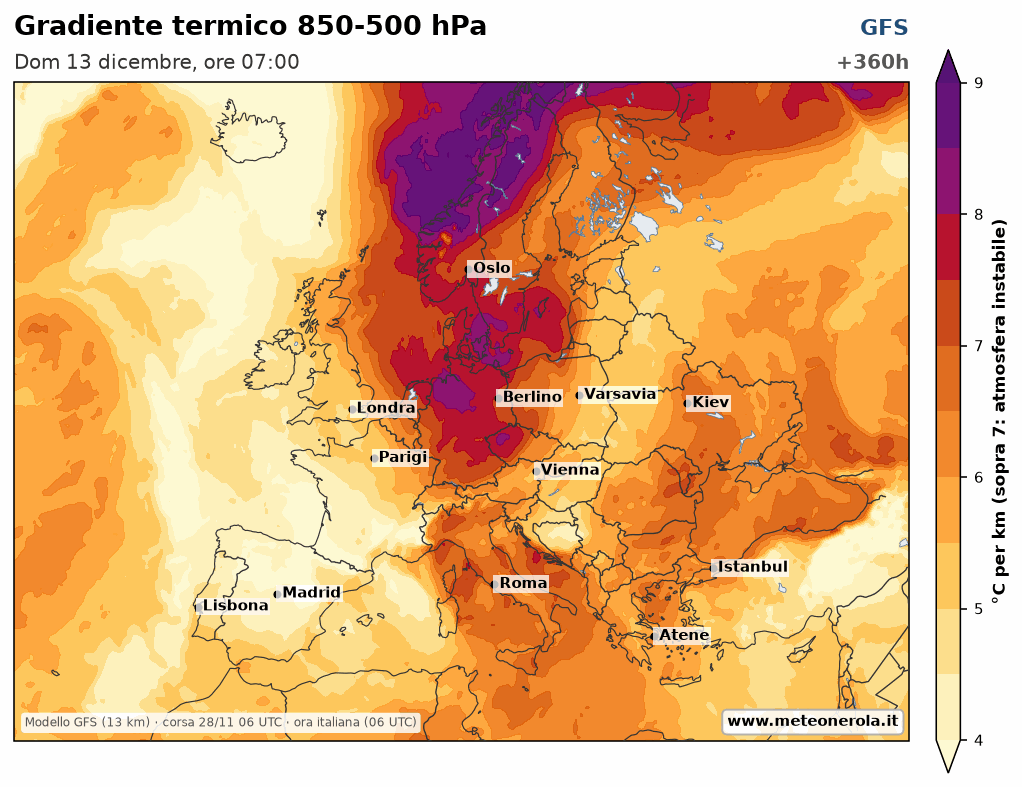 Gradiente termico 850-500 hPa
GFS
Dom 13 dicembre, ore 07:00
+360h
Oslo
Londra
Berlino
Varsavia
Kiev
Parigi
Vienna
Istanbul
Roma
Madrid
Lisbona
Atene
Modello GFS (13 km) · corsa 28/11 06 UTC · ora italiana (06 UTC)
www.meteonerola.it
9
8
7
6
5
4
°C per km (sopra 7: atmosfera instabile)